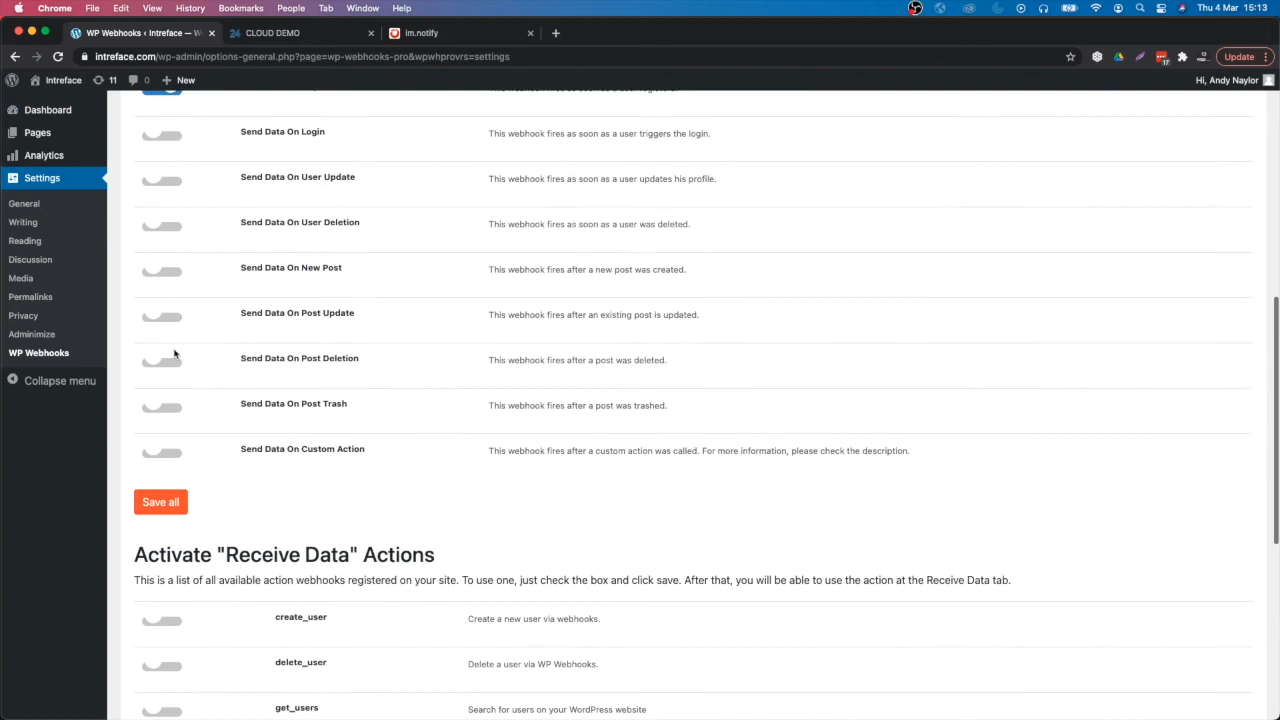 Chrome File Edit View History Bookmarks People Tab Window Help Thu 4 Mar 15:13
WP Webhooks ‹ Intreface — W
24 CLOUD DEMO
im.notify
intreface.com/wp-admin/options-general.php?page=wp-webhooks-pro&wpwhprovrs=settings
17
Update
Intreface 11 0 New Hi, Andy Naylor
Dashboard
Pages
Analytics
Settings
General
Writing
Reading
Discussion
Media
Permalinks
Privacy
Adminimize
WP Webhooks
Collapse menu
Send Data On Login This webhook fires as soon as a user triggers the login.
Send Data On User Update This webhook fires as soon as a user updates his profile.
Send Data On User Deletion This webhook fires as soon as a user was deleted.
Send Data On New Post This webhook fires after a new post was created.
Send Data On Post Update This webhook fires after an existing post is updated.
Send Data On Post Deletion This webhook fires after a post was deleted.
Send Data On Post Trash This webhook fires after a post was trashed.
Send Data On Custom Action This webhook fires after a custom action was called. For more information, please check the description.
Save all
Activate "Receive Data" Actions
This is a list of all available action webhooks registered on your site. To use one, just check the box and click save. After that, you will be able to use the action at the Receive Data tab.
create_user Create a new user via webhooks.
delete_user Delete a user via WP Webhooks.
get_users Search for users on your WordPress website